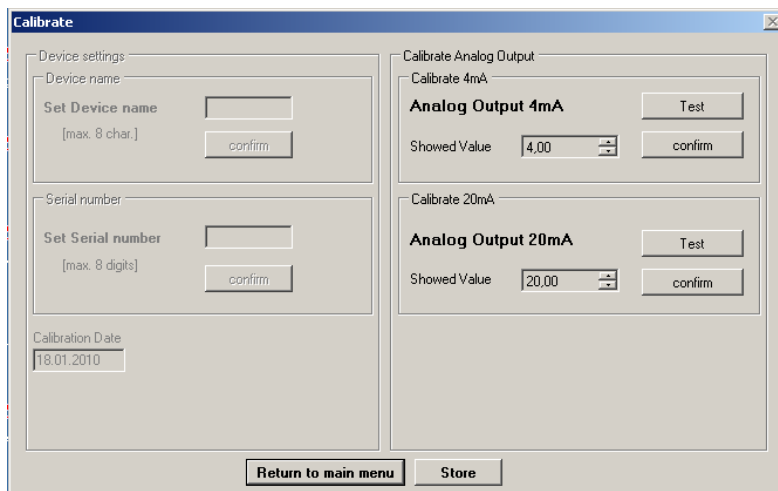 Calibrate
Device settings
Device name
Set Device name
[max. 8 char.]
confirm
Serial number
Set Serial number
[max. 8 digits]
confirm
Calibration Date
18.01.2010
Calibrate Analog Output
Calibrate 4mA
Analog Output 4mA
Test
Showed Value
4,00
confirm
Calibrate 20mA
Analog Output 20mA
Test
Showed Value
20,00
confirm
Return to main menu
Store